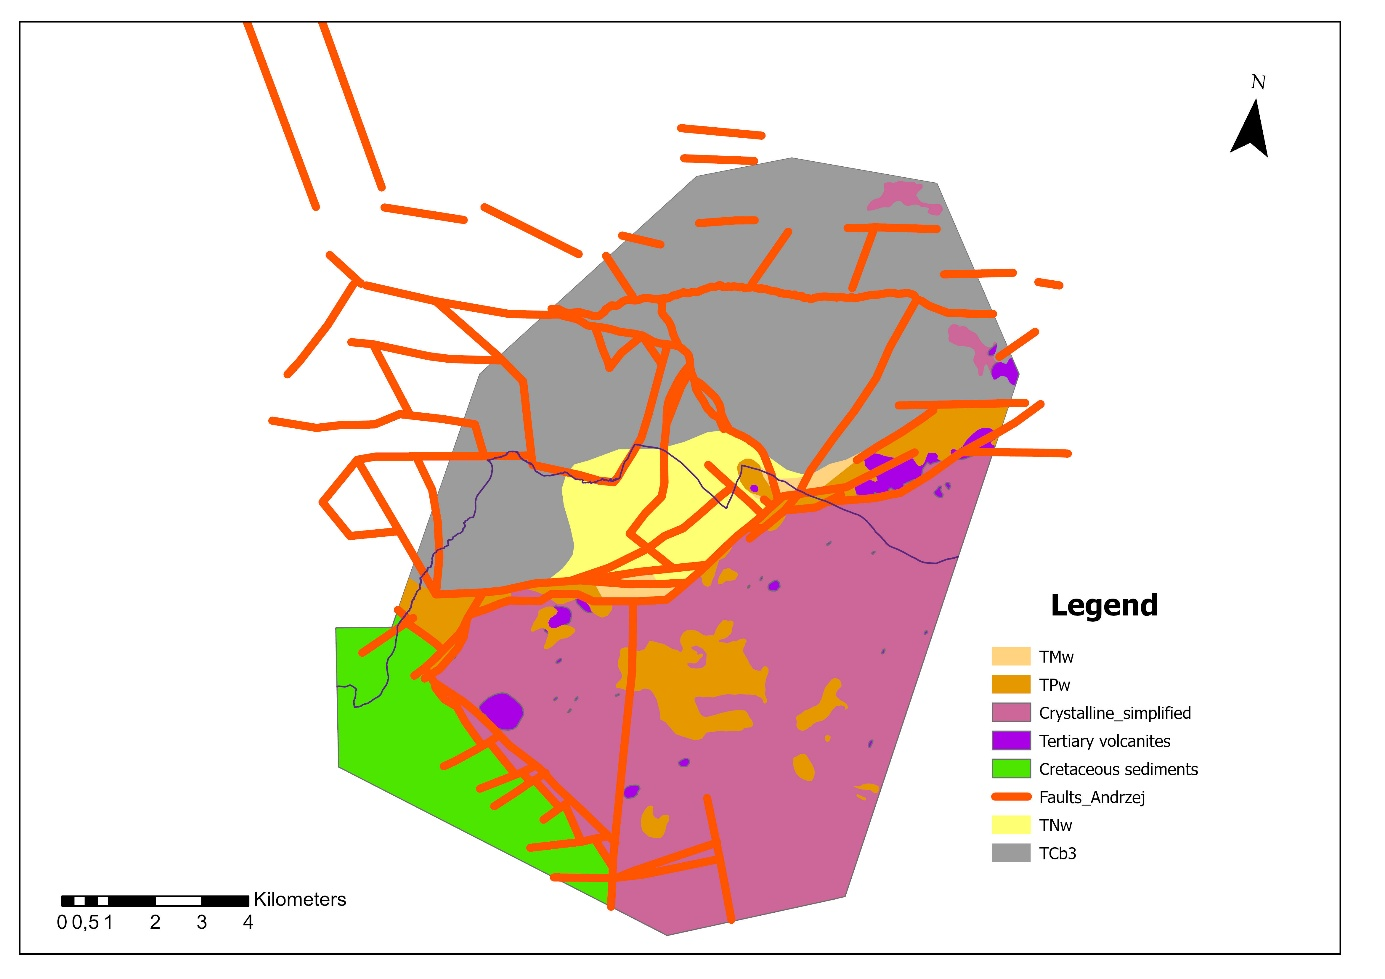 N
Legend
TMw
TPw
Crystalline_simplified
Tertiary volcanites
Cretaceous sediments
Faults_Andrzej
TNw
TCb3
Kilometers
0 0,5 1 2 3 4